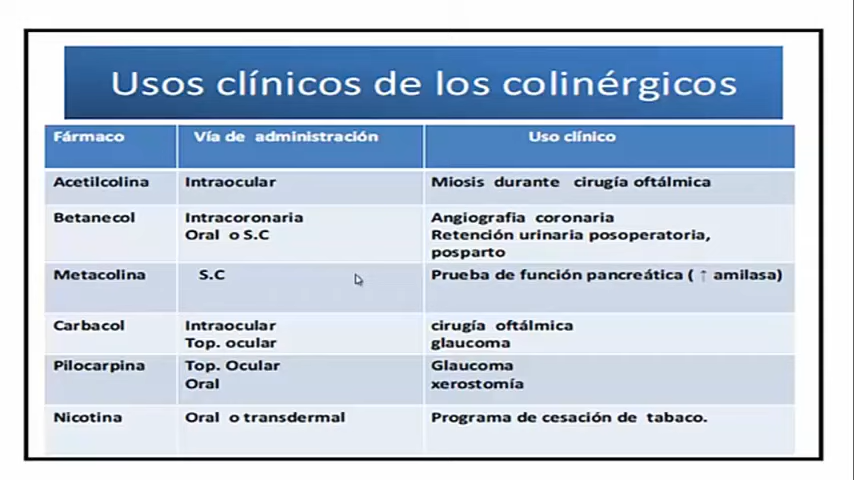 Usos clínicos de los colinérgicos
Fármaco Vía de administración Uso clínico
Acetilcolina Intraocular Miosis durante cirugía oftálmica
Betanecol Intracoronaria Angiografia coronaria
Oral o S.C Retención urinaria posoperatoria,
posparto
Metacolina S.C Prueba de función pancreática ( ↑ amilasa)
Carbacol Intraocular cirugía oftálmica
Top. ocular glaucoma
Pilocarpina Top. Ocular Glaucoma
Oral xerostomía
Nicotina Oral o transdermal Programa de cesación de tabaco.